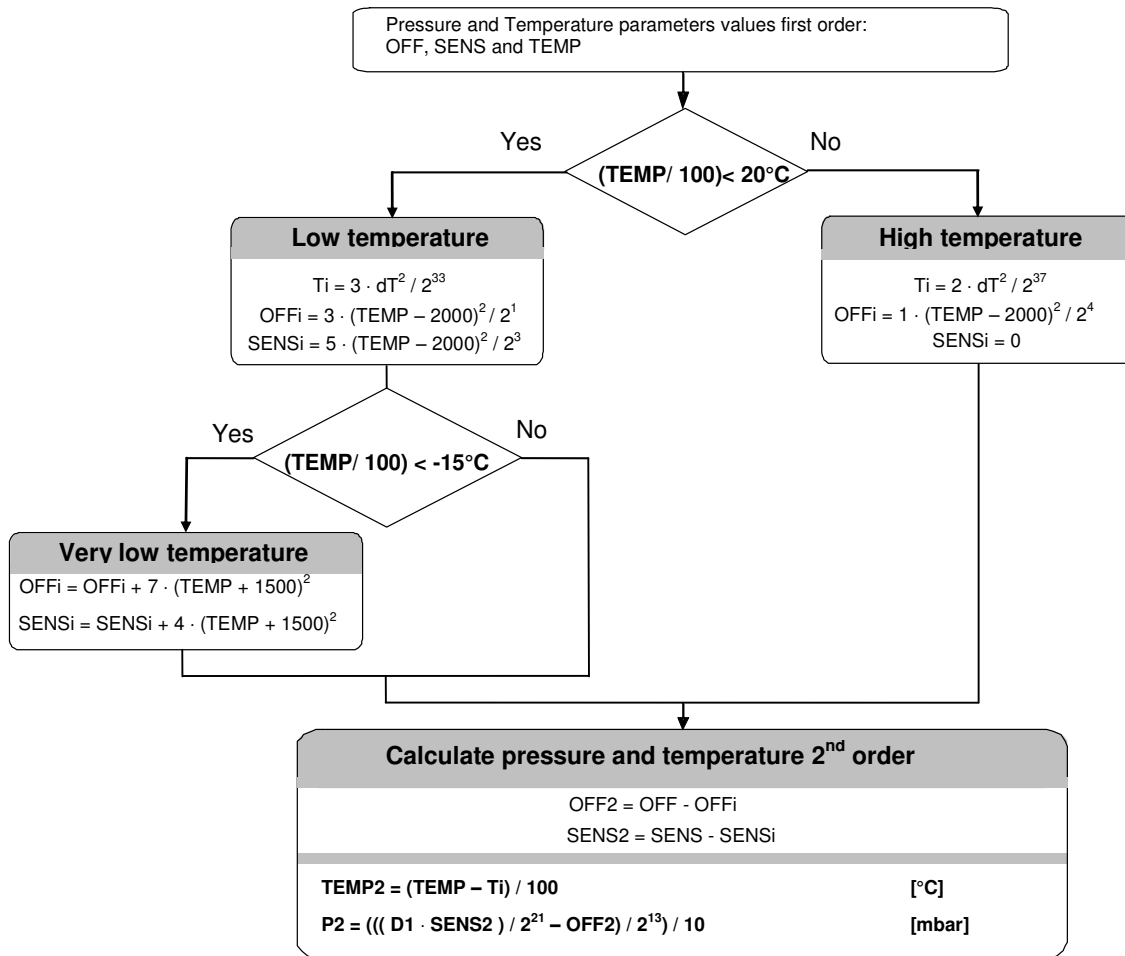 Pressure and Temperature parameters values first order:
OFF, SENS and TEMP
Yes
No
(TEMP/ 100)< 20°C
Low temperature
Ti = 3 · dT² / 2³³
OFFi = 3 · (TEMP – 2000)² / 2¹
SENSi = 5 · (TEMP – 2000)² / 2³
High temperature
Ti = 2 · dT² / 2³⁷
OFFi = 1 · (TEMP – 2000)² / 2⁴
SENSi = 0
Yes
No
(TEMP/ 100) < -15°C
Very low temperature
OFFi = OFFi + 7 · (TEMP + 1500)²
SENSi = SENSi + 4 · (TEMP + 1500)²
Calculate pressure and temperature 2ⁿᵈ order
OFF2 = OFF - OFFi
SENS2 = SENS - SENSi
TEMP2 = (TEMP – Ti) / 100 [°C]
P2 = ((( D1 · SENS2 ) / 2²¹ – OFF2) / 2¹³) / 10 [mbar]